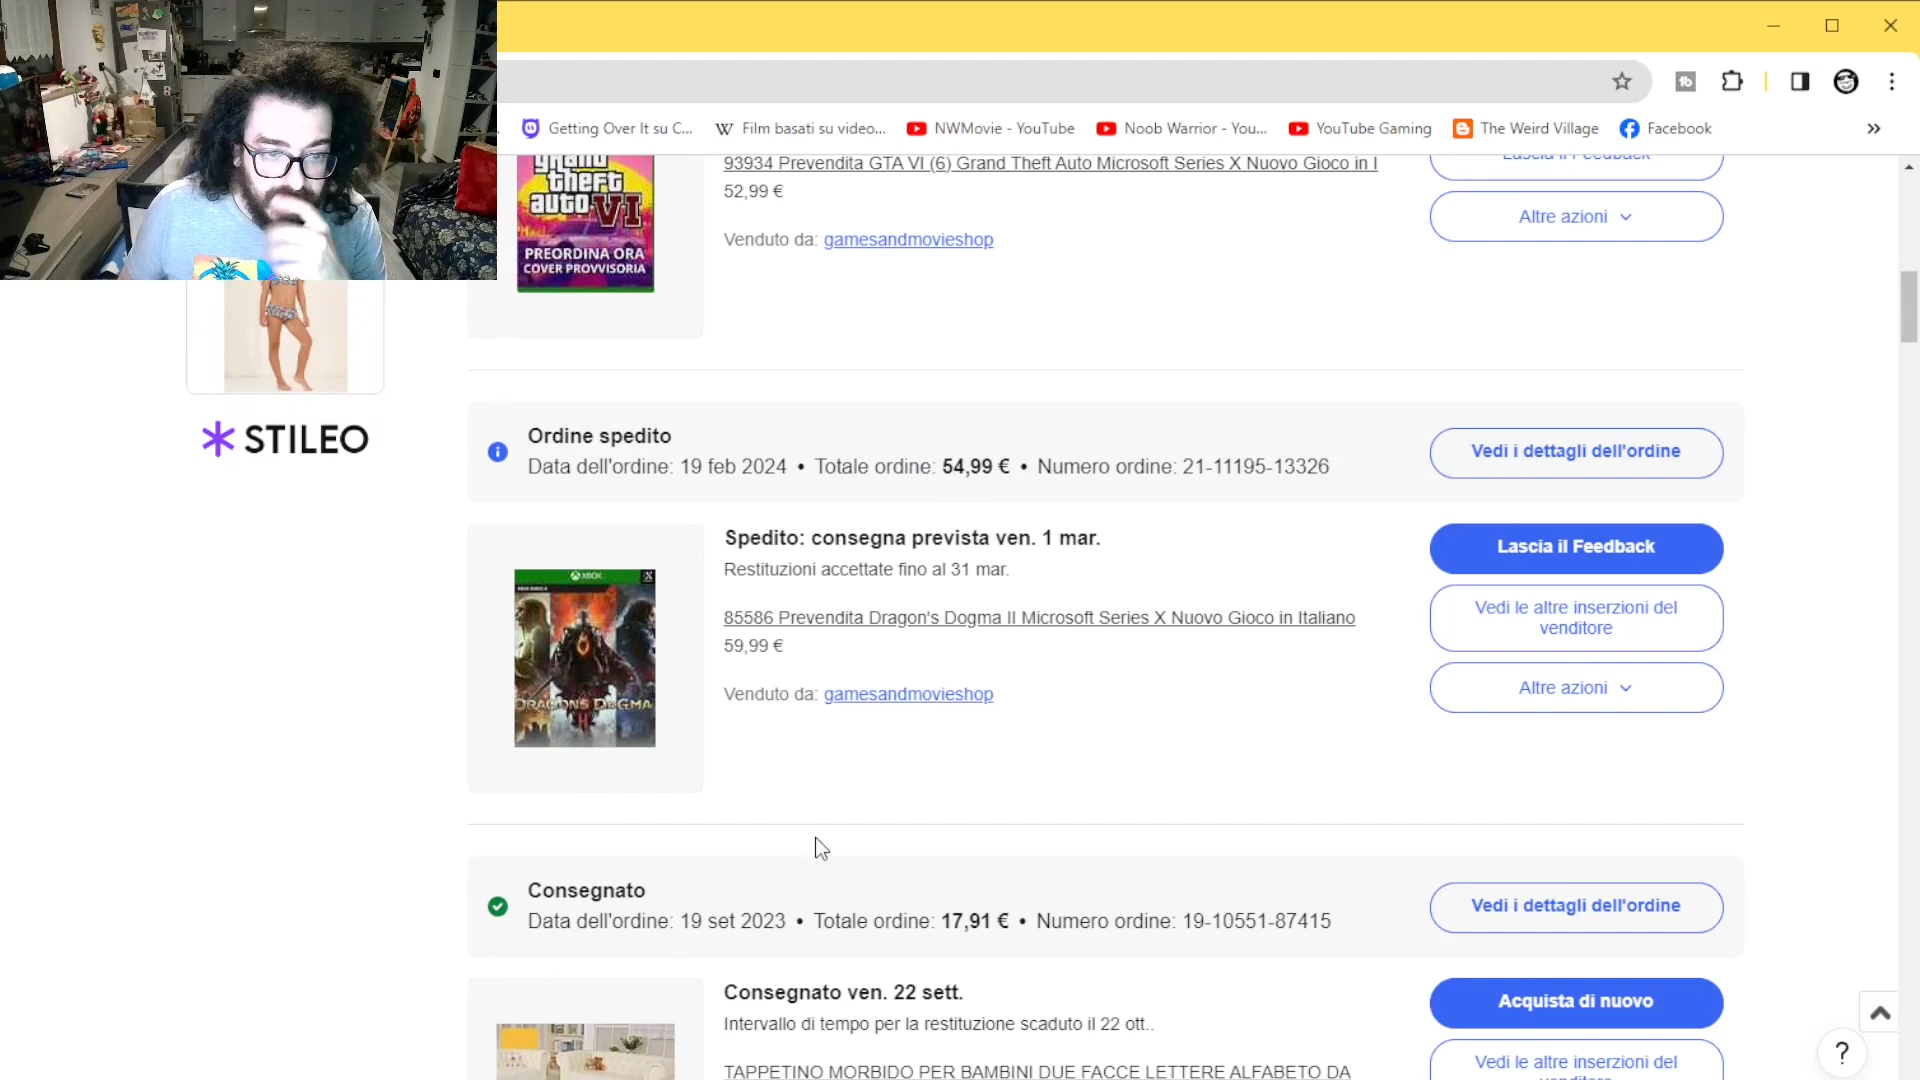 Getting Over It su C...
Film basati su video...
NWMovie - YouTube
Noob Warrior - You...
YouTube Gaming
The Weird Village
Facebook
grand
theft
auto VI
PREORDINA ORA
COVER PROVVISORIA
93934 Prevendita GTA VI (6) Grand Theft Auto Microsoft Series X Nuovo Gioco in I
52,99 €
Venduto da: gamesandmovieshop
Lascia il Feedback
Altre azioni
STILEO
Ordine spedito
Data dell'ordine: 19 feb 2024 • Totale ordine: 54,99 € • Numero ordine: 21-11195-13326
Vedi i dettagli dell'ordine
XBOX
DRAGON'S DOGMA
II
Spedito: consegna prevista ven. 1 mar.
Restituzioni accettate fino al 31 mar.
85586 Prevendita Dragon's Dogma II Microsoft Series X Nuovo Gioco in Italiano
59,99 €
Venduto da: gamesandmovieshop
Lascia il Feedback
Vedi le altre inserzioni del
venditore
Altre azioni
Consegnato
Data dell'ordine: 19 set 2023 • Totale ordine: 17,91 € • Numero ordine: 19-10551-87415
Vedi i dettagli dell'ordine
Consegnato ven. 22 sett.
Intervallo di tempo per la restituzione scaduto il 22 ott..
TAPPETINO MORBIDO PER BAMBINI DUE FACCE LETTERE ALFABETO DA
Acquista di nuovo
Vedi le altre inserzioni del
venditore
?